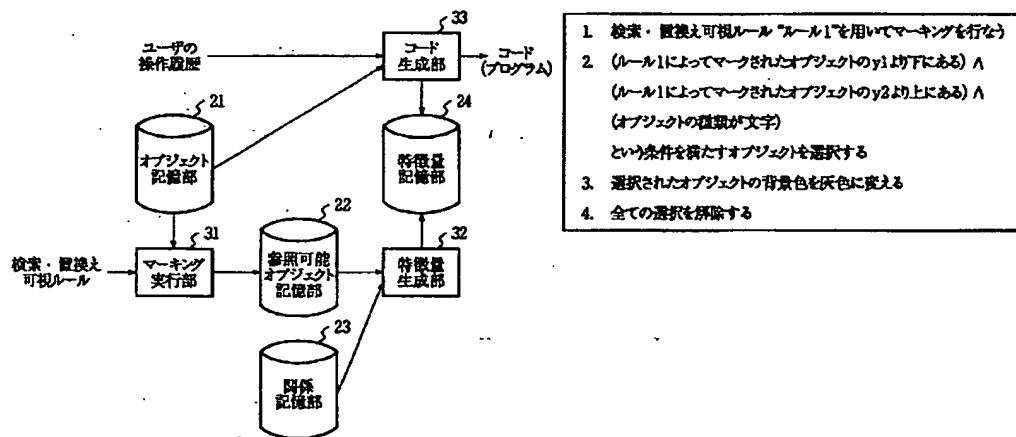 33
ユーザの
操作履歴
コード
生成部
コード
(プログラム)
21
24
オブジェクト
記憶部
特徴量
記憶部
22
31
32
検索・置換え
可視ルール
マーキング
実行部
参照可能
オブジェクト
記憶部
特徴量
生成部
23
関係
記憶部
1. 検索・置換え可視ルール “ルール1”を用いてマーキングを行なう
2. (ルール1によってマークされたオブジェクトのy1より下にある) ∧
(ルール1によってマークされたオブジェクトのy2より上にある) ∧
(オブジェクトの種類が文字)
という条件を満たすオブジェクトを選択する
3. 選択されたオブジェクトの背景色を灰色に変える
4. 全ての選択を解除する